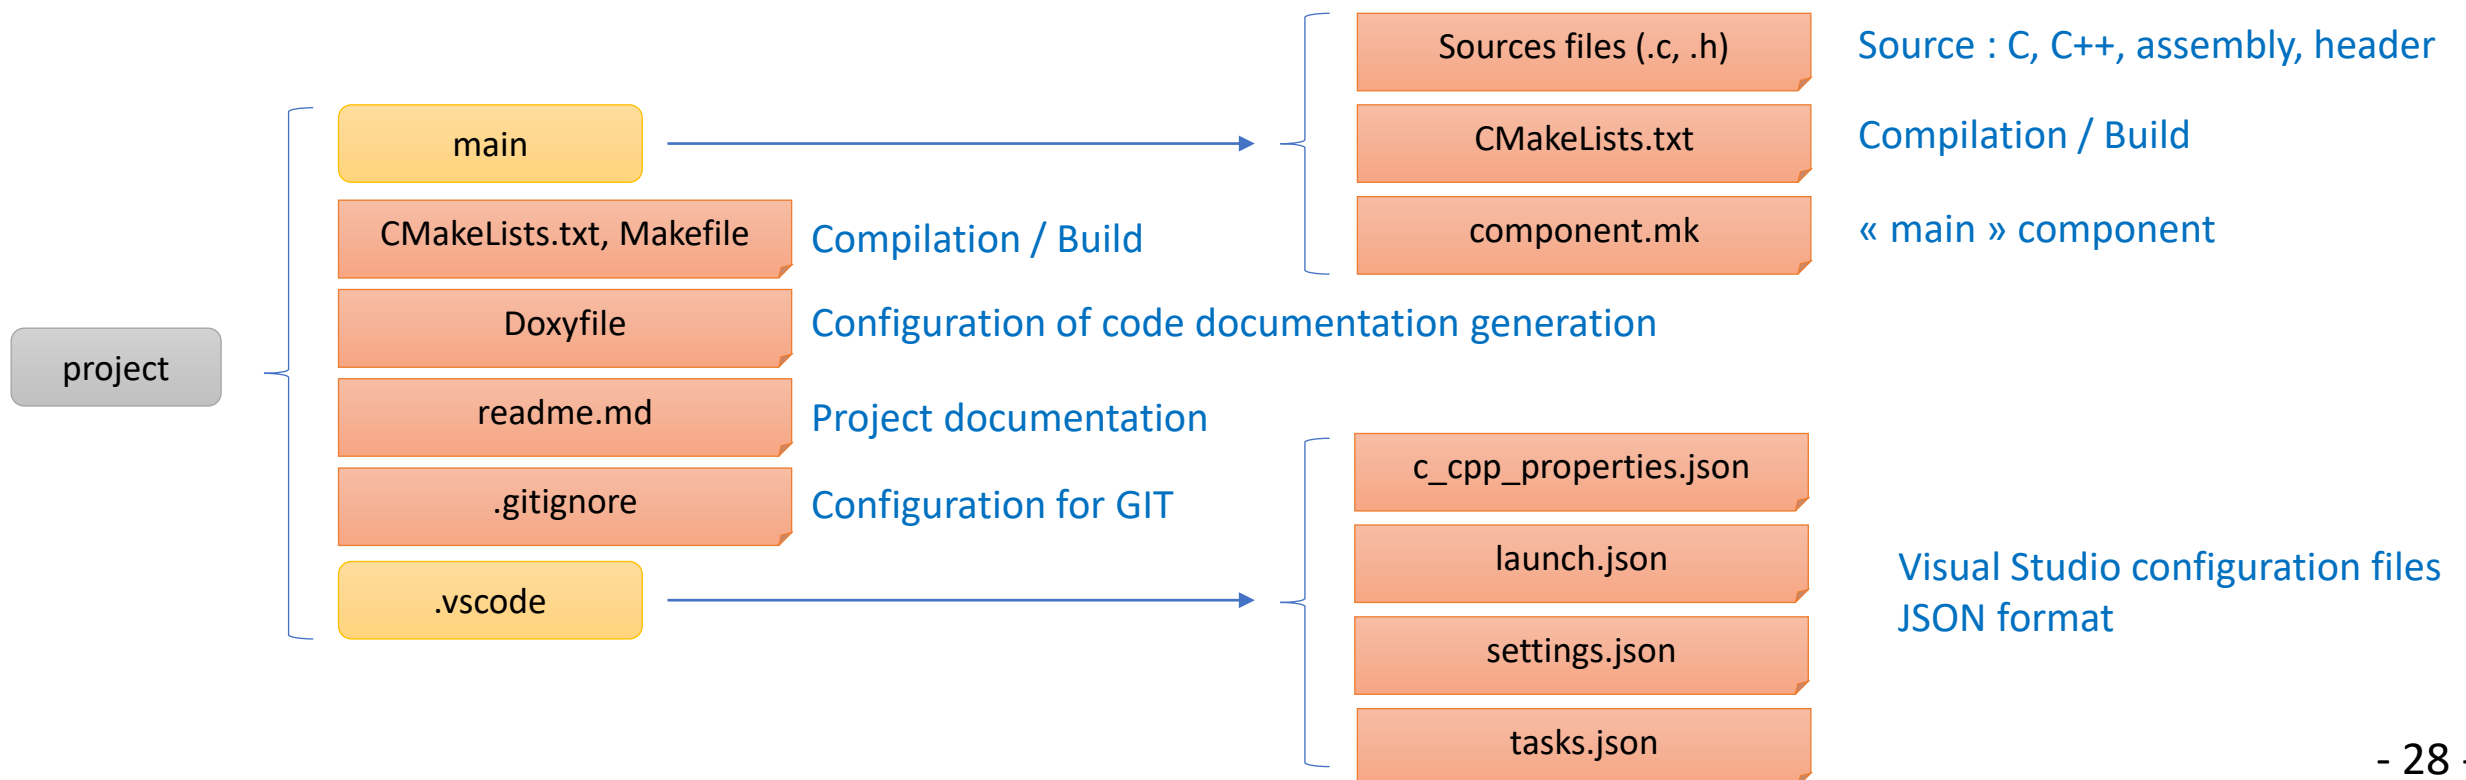 project
main
CMakeLists.txt, Makefile
Compilation / Build
Doxyfile
Configuration of code documentation generation
readme.md
Project documentation
.gitignore
Configuration for GIT
.vscode
Sources files (.c, .h)
Source : C, C++, assembly, header
CMakeLists.txt
Compilation / Build
component.mk
« main » component
c_cpp_properties.json
launch.json
settings.json
tasks.json
Visual Studio configuration files
JSON format
- 28 -